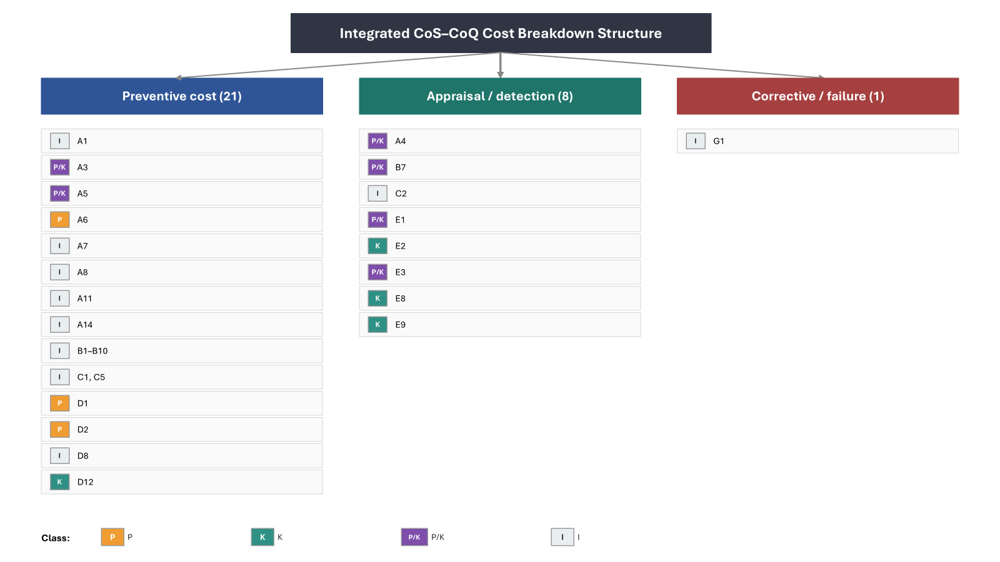 Integrated CoS–CoQ Cost Breakdown Structure
Preventive cost (21)
I A1
P/K A3
P/K A5
P A6
I A7
I A8
I A11
I A14
I B1–B10
I C1, C5
P D1
P D2
I D8
K D12
Appraisal / detection (8)
P/K A4
P/K B7
I C2
P/K E1
K E2
P/K E3
K E8
K E9
Corrective / failure (1)
I G1
Class: P P K K P/K P/K I I